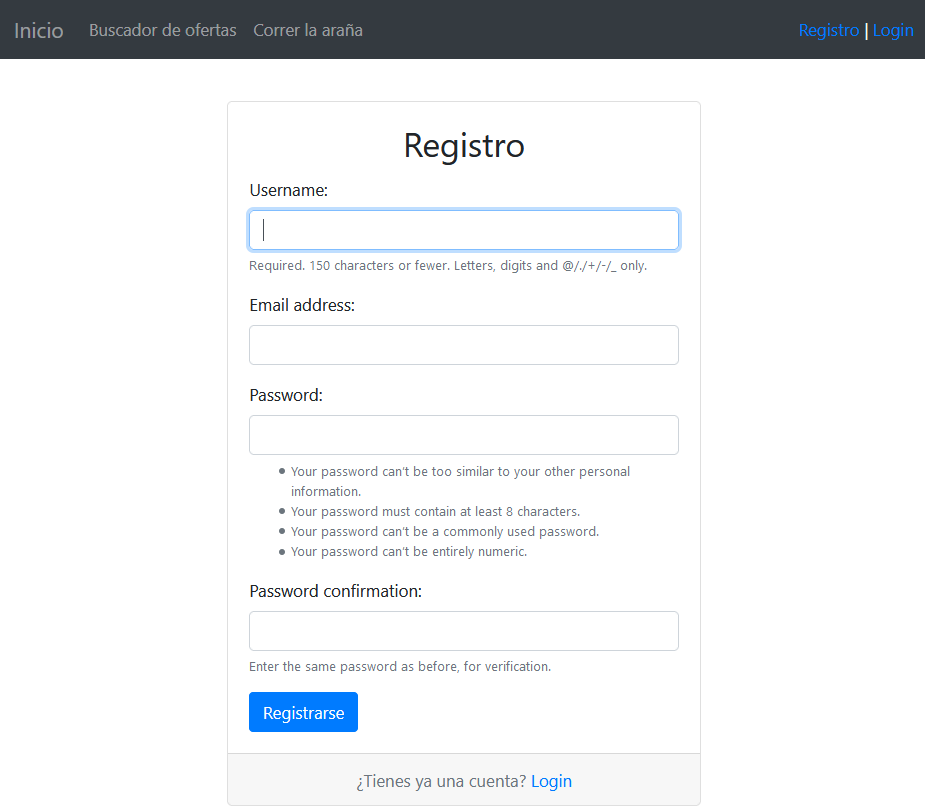 Inicio Buscador de ofertas Correr la araña Registro | Login
Registro
Username:
Required. 150 characters or fewer. Letters, digits and @/./+/-/_ only.
Email address:
Password:
Your password can't be too similar to your other personal
information.
Your password must contain at least 8 characters.
Your password can't be a commonly used password.
Your password can't be entirely numeric.
Password confirmation:
Enter the same password as before, for verification.
Registrarse
¿Tienes ya una cuenta? Login